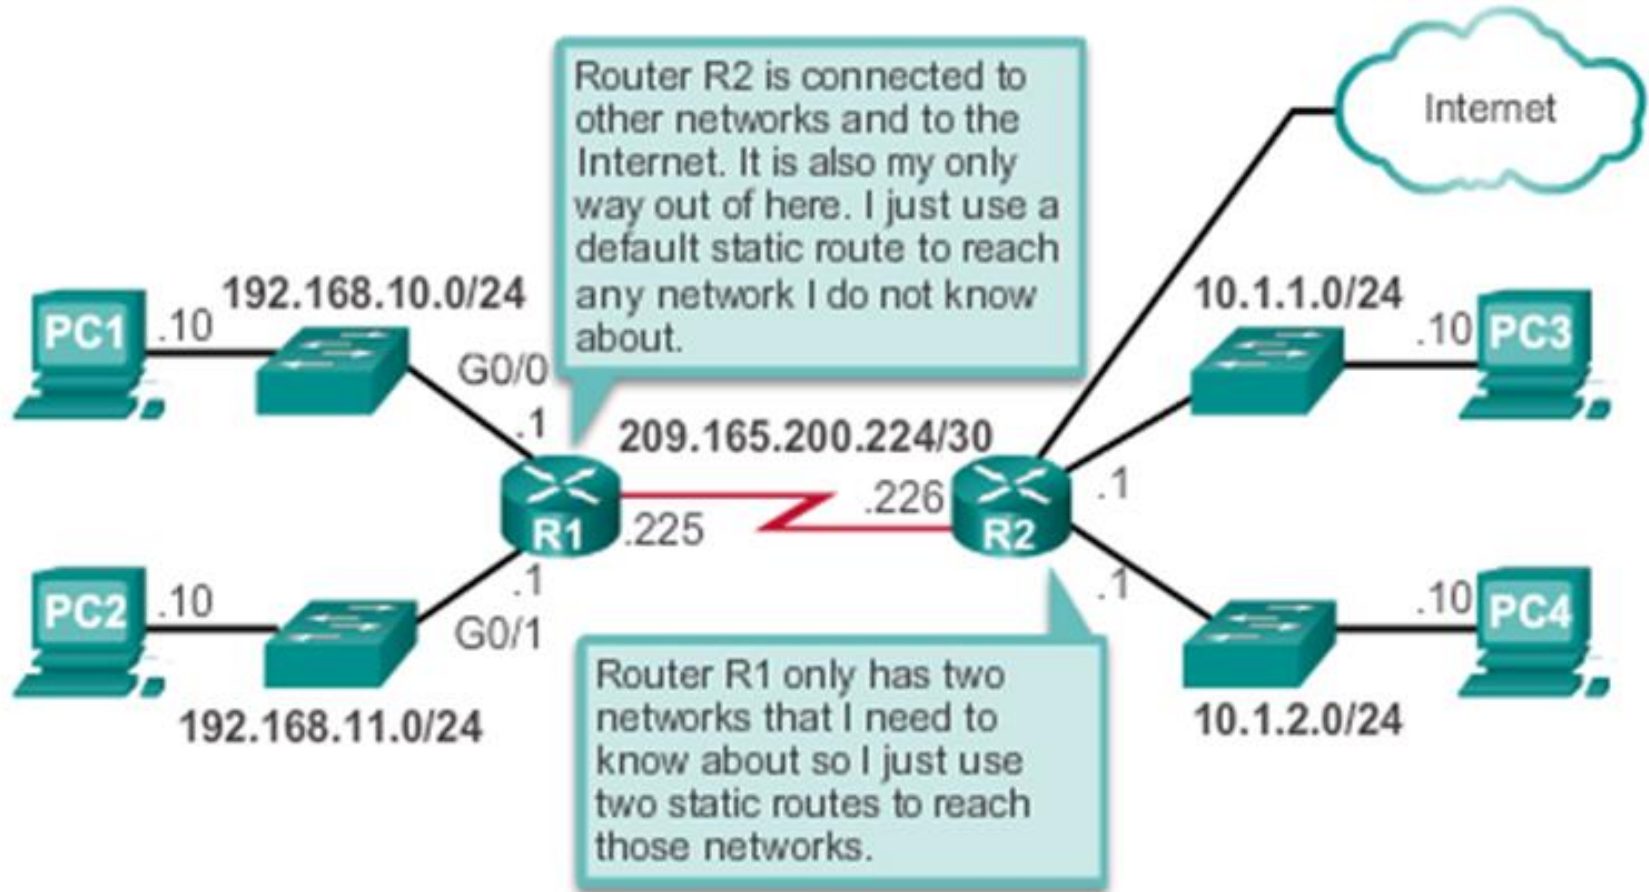 Router R2 is connected to
other networks and to the
Internet. It is also my only
way out of here. I just use a
default static route to reach
any network I do not know
about.
Internet
192.168.10.0/24
PC1
.10
G0/0
.1
10.1.1.0/24
.10
PC3
209.165.200.224/30
R1
.225
.226
R2
.1
.1
G0/1
PC2
.10
192.168.11.0/24
.1
.10
PC4
10.1.2.0/24
Router R1 only has two
networks that I need to
know about so I just use
two static routes to reach
those networks.